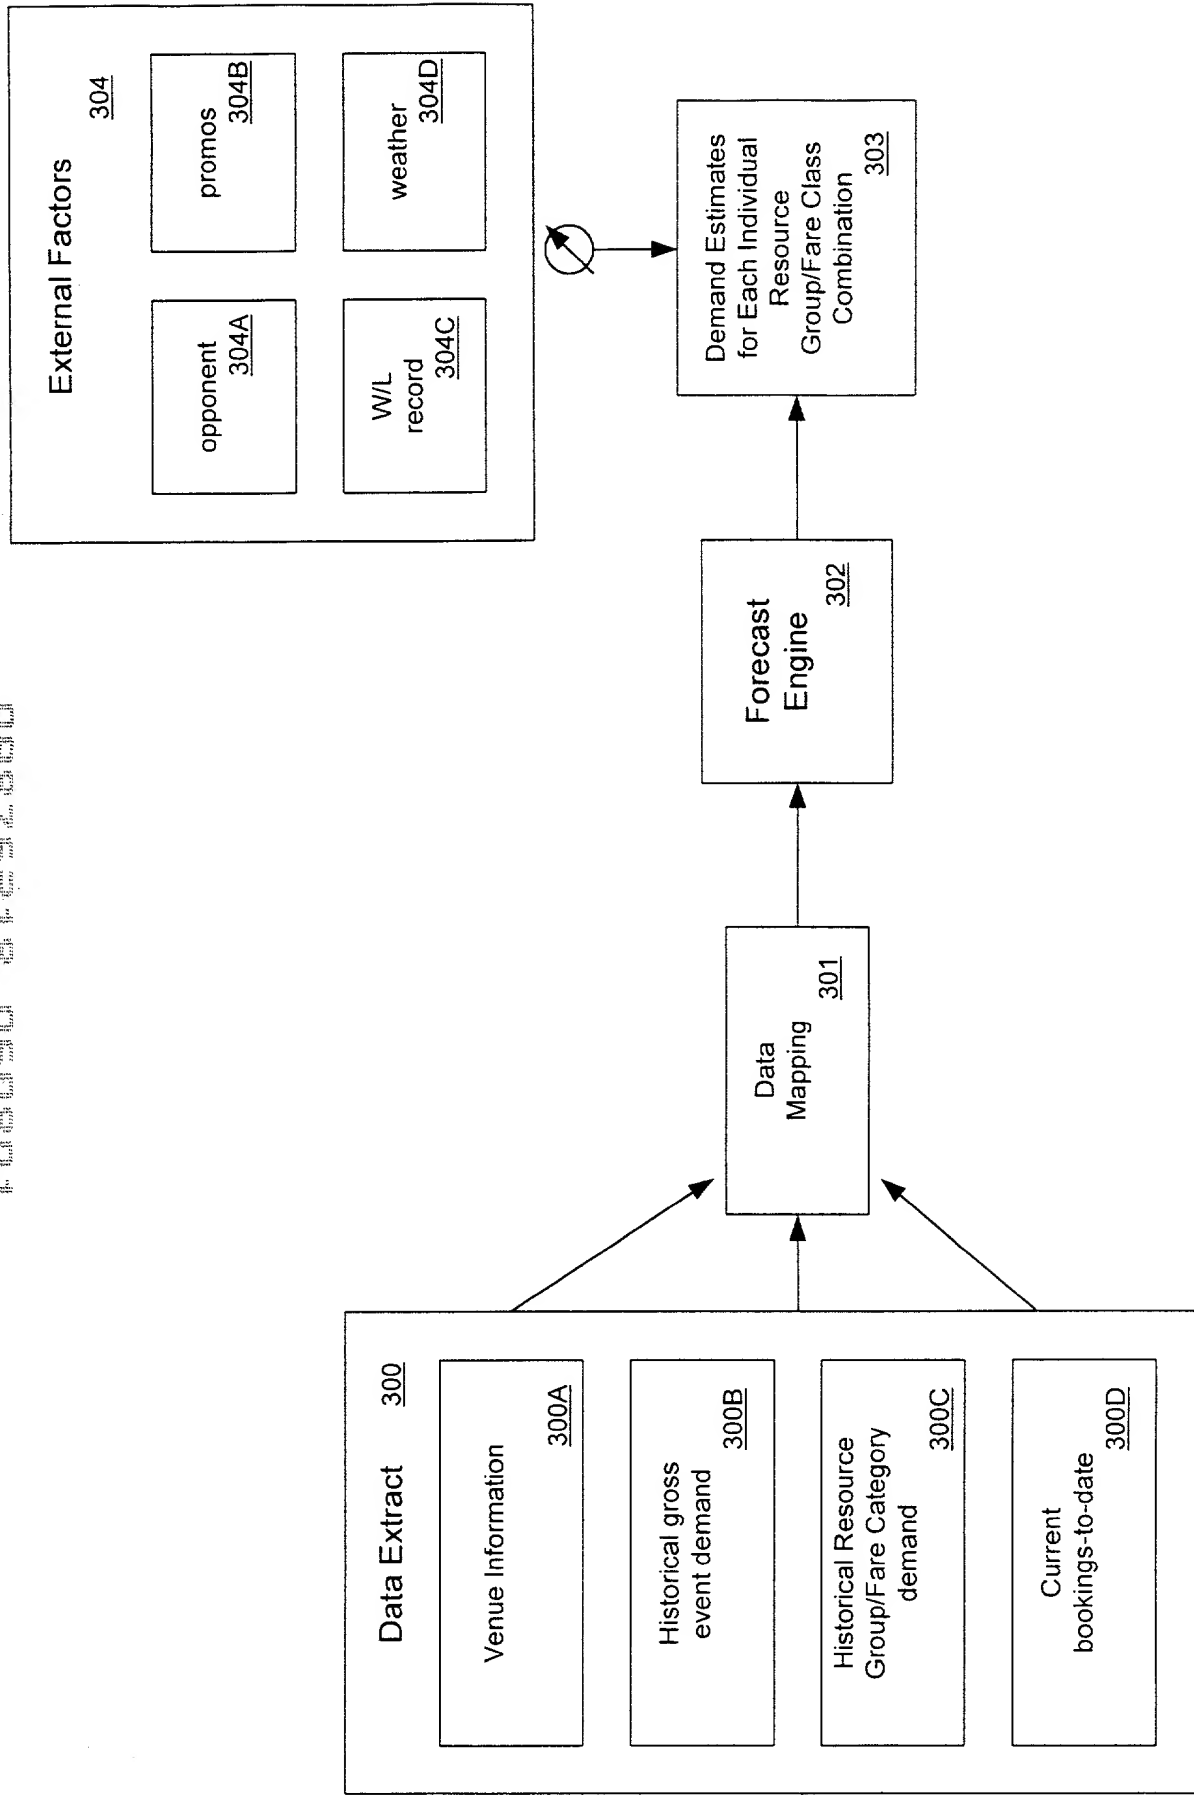 Data Extract 300
Venue Information
300A
Historical gross
event demand
300B
Historical Resource
Group/Fare Category
demand
300C
Current
bookings-to-date
300D
Data
Mapping
301
Forecast
Engine
302
External Factors 304
opponent
304A
promos
304B
W/L
record
304C
weather
304D
Demand Estimates
for Each Individual
Resource
Group/Fare Class
Combination
303